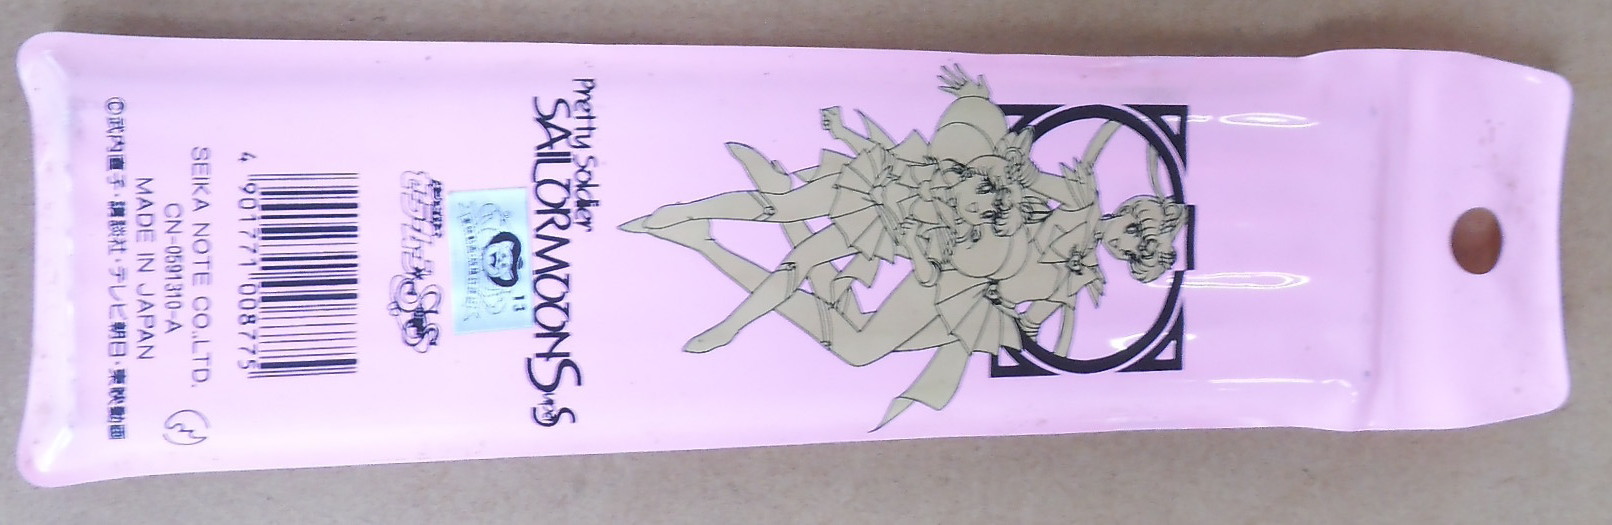 Pretty Soldier
SAILORMOON SuperS
13
4 901771 008775
SEIKA NOTE CO.,LTD.
CN-0591310-A
MADE IN JAPAN
©武内直子・講談社・テレビ朝日・東映動画